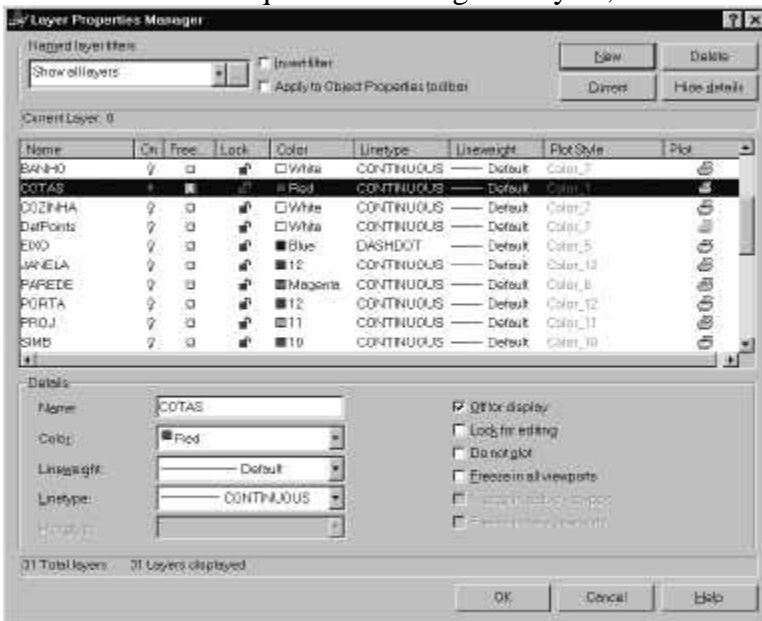 Layer Properties Manager
Named layer filters
Show all layers
Invert filter
Apply to Object Properties toolbar
New
Delete
Current
Hide details
Current Layer: 0
Name On Free... Lock Color Linetype Lineweight Plot Style Plot
BANHO White CONTINUOUS Default Color_7
COTAS Red CONTINUOUS Default Color_1
COZINHA White CONTINUOUS Default Color_7
DefPoints White CONTINUOUS Default Color_7
EIXO Blue DASHDOT Default Color_5
JANELA 12 CONTINUOUS Default Color_12
PAREDE Magenta CONTINUOUS Default Color_6
PORTA 12 CONTINUOUS Default Color_12
PROJ 11 CONTINUOUS Default Color_11
SIMB CONTINUOUS Default
Details
Name: COTAS
Color: Red
Lineweight: Default
Linetype: CONTINUOUS
Off for display
Lock for editing
Do not plot
Freeze in all viewports
31 Total layers 31 Layers displayed
OK Cancel Help